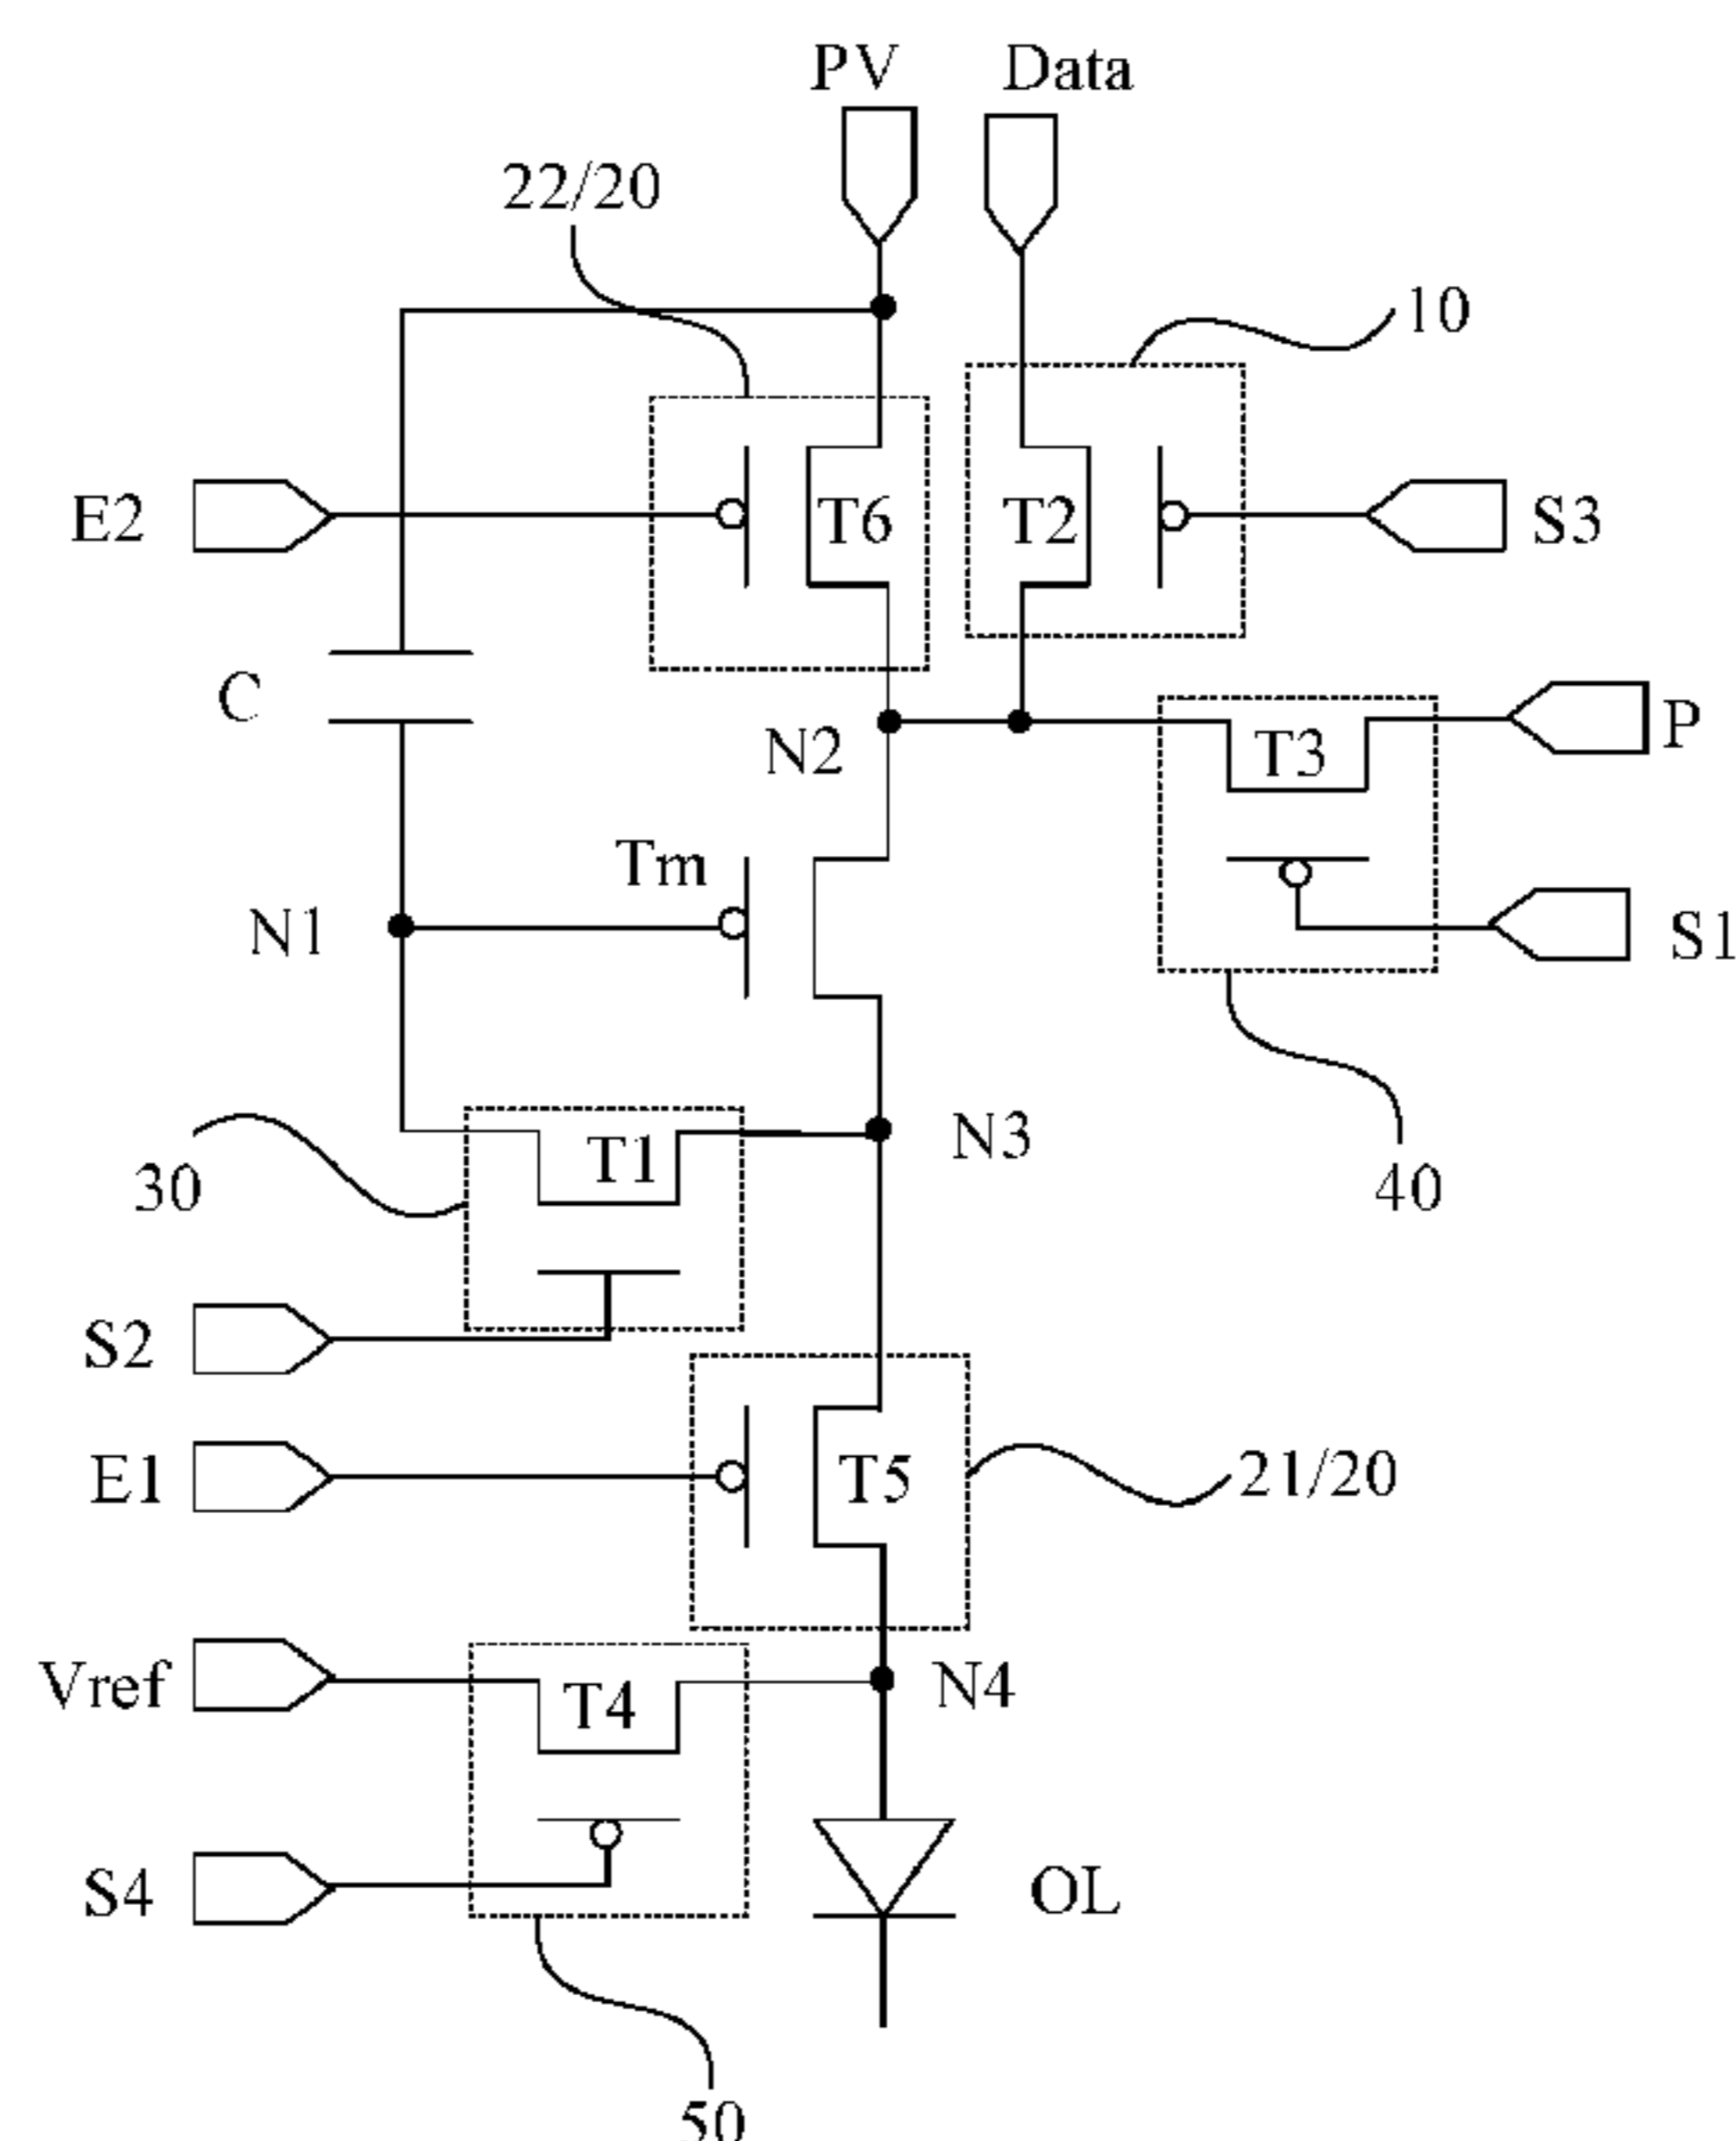 PV Data
22/20
10
E2 T6 T2 S3
C
N2 T3 P
Tm
N1 S1
N3
T1
30 40
S2
E1 T5 21/20
Vref T4 N4
S4 OL
50